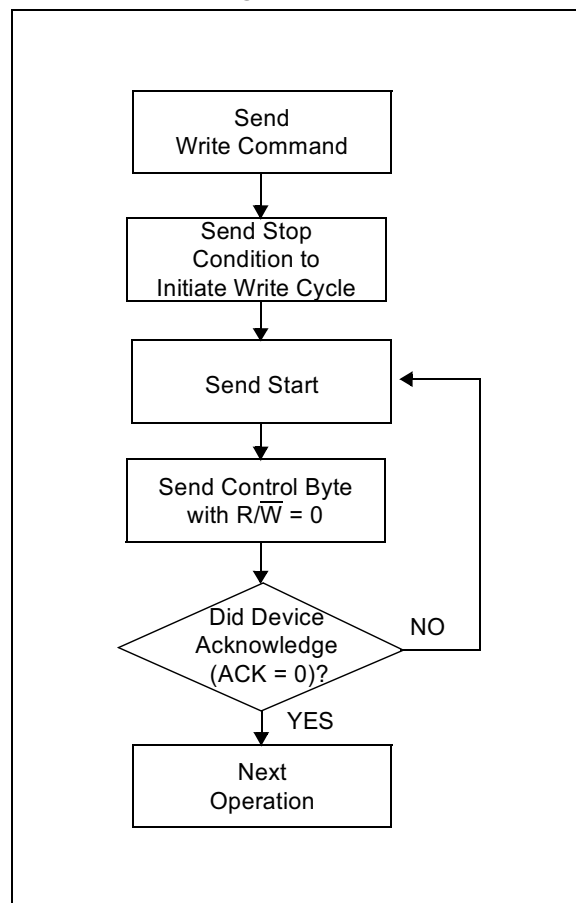 Send
Write Command
Send Stop
Condition to
Initiate Write Cycle
Send Start
Send Control Byte
with R/W̅ = 0
Did Device
Acknowledge
(ACK = 0)?
NO
YES
Next
Operation